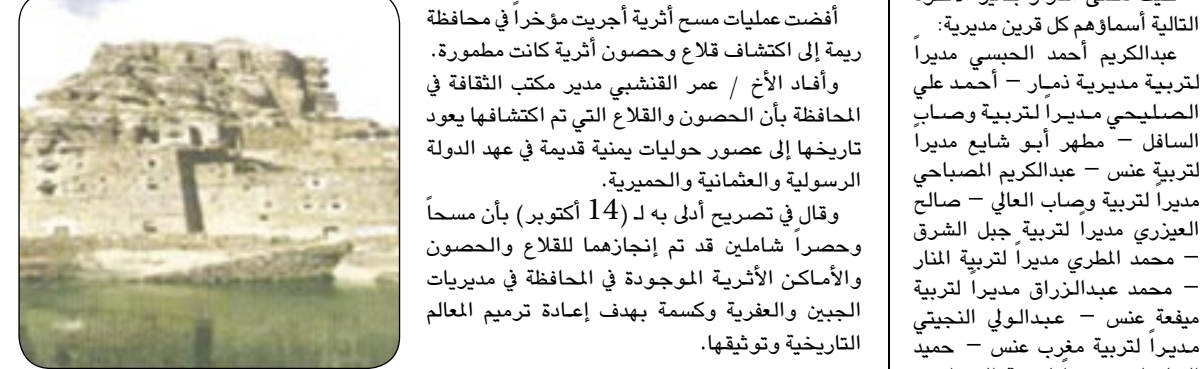 التالية أسماؤهم كل قرين مديرية:
عبدالكريم أحمد الحبسي مديراً
لتربية مديرية ذمار – أحمد علي
الصليحي مديراً لتربية وصاب
السافل – مطهر أبو شايع مديراً
لتربية عنس – عبدالكريم المصباحي
مديراً لتربية وصاب العالي – صالح
العيزري مديراً لتربية جبل الشرق
– محمد المطري مديراً لتربية المنار
– محمد عبدالزراق مديراً لتربية
ميفعة عنس – عبدالولي النجيتي
مديراً لتربية مغرب عنس – حميد
أفضت عمليات مسح أثرية أجريت مؤخراً في محافظة
ريمة إلى اكتشاف قلاع وحصون أثرية كانت مطمورة.
وأفاد الأخ / عمر القنشبي مدير مكتب الثقافة في
المحافظة بأن الحصون والقلاع التي تم اكتشافها يعود
تاريخها إلى عصور حوليات يمنية قديمة في عهد الدولة
الرسولية والعثمانية والحميرية.
وقال في تصريح أدلى به لـ (14 أكتوبر) بأن مسحاً
وحصراً شاملين قد تم إنجازهما للقلاع والحصون
والأماكن الأثرية الموجودة في المحافظة في مديريات
الجبين والعفرية وكسمة بهدف إعادة ترميم المعالم
التاريخية وتوثيقها.